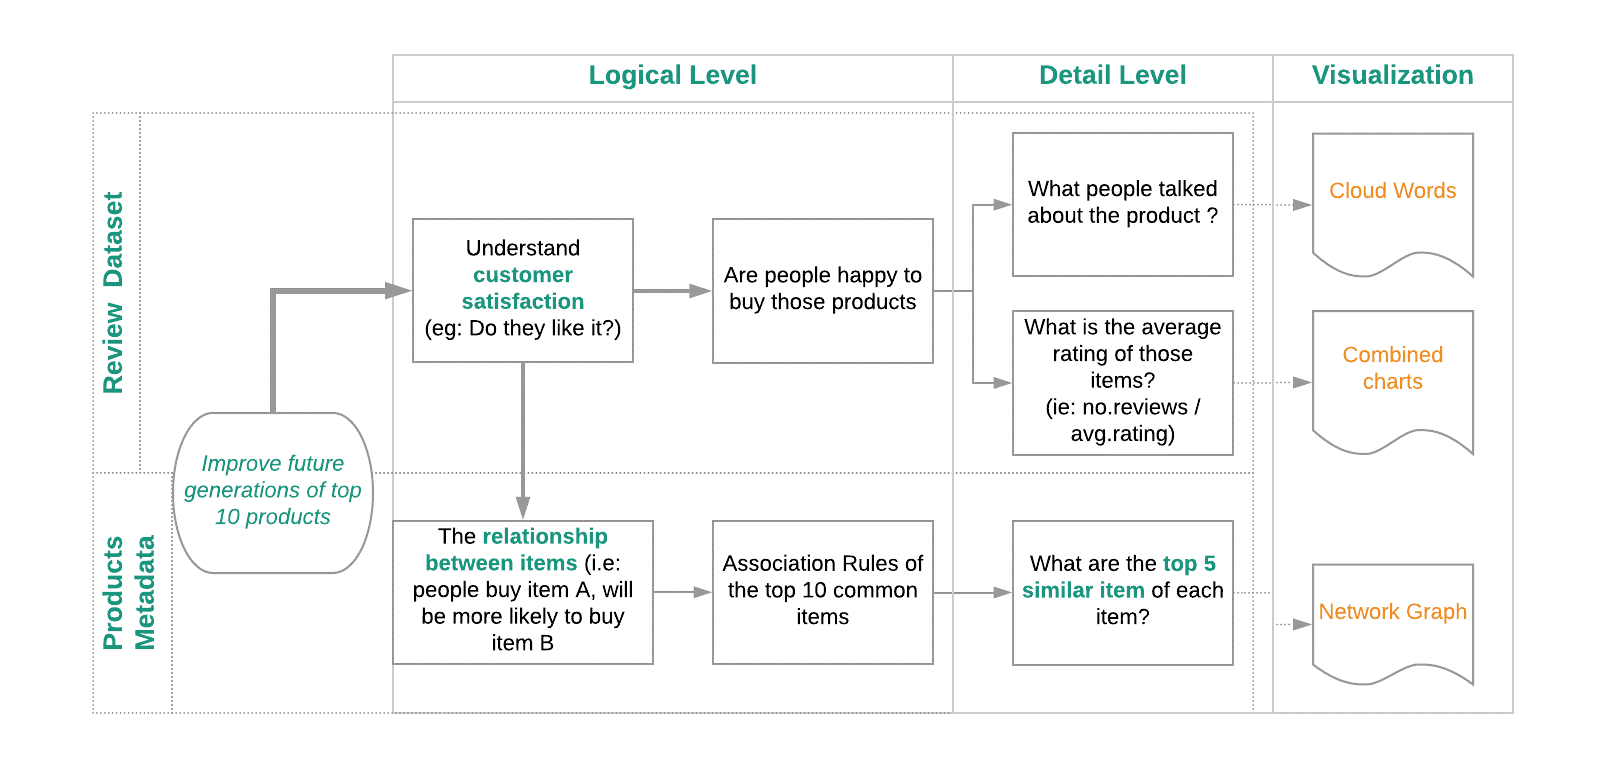 Logical Level
Detail Level
Visualization
Review Dataset
Understand
customer
satisfaction
(eg: Do they like it?)
Are people happy to
buy those products
What people talked
about the product ?
Cloud Words
What is the average
rating of those
items?
(ie: no.reviews /
avg.rating)
Combined
charts
Improve future
generations of top
10 products
Products
Metadata
The relationship
between items (i.e:
people buy item A, will
be more likely to buy
item B
Association Rules of
the top 10 common
items
What are the top 5
similar item of each
item?
Network Graph